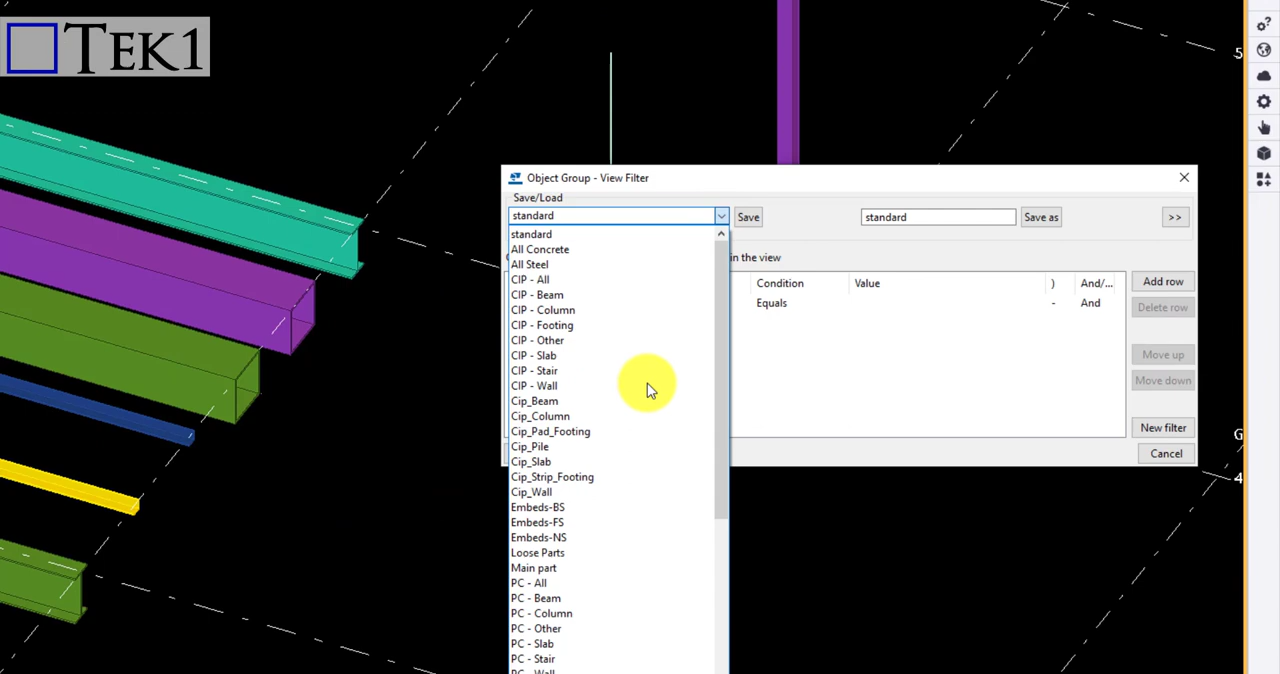 TEK1
5
Object Group - View Filter
Save/Load
standard
Save
standard
Save as
>>
in the view
Condition
Value
)
And/...
Equals
-
And
Add row
Delete row
Move up
Move down
New filter
Cancel
standard
All Concrete
All Steel
CIP - All
CIP - Beam
CIP - Column
CIP - Footing
CIP - Other
CIP - Slab
CIP - Stair
CIP - Wall
Cip_Beam
Cip_Column
Cip_Pad_Footing
Cip_Pile
Cip_Slab
Cip_Strip_Footing
Cip_Wall
Embeds-BS
Embeds-FS
Embeds-NS
Loose Parts
Main part
PC - All
PC - Beam
PC - Column
PC - Other
PC - Slab
PC - Stair
PC - Wall
G
4